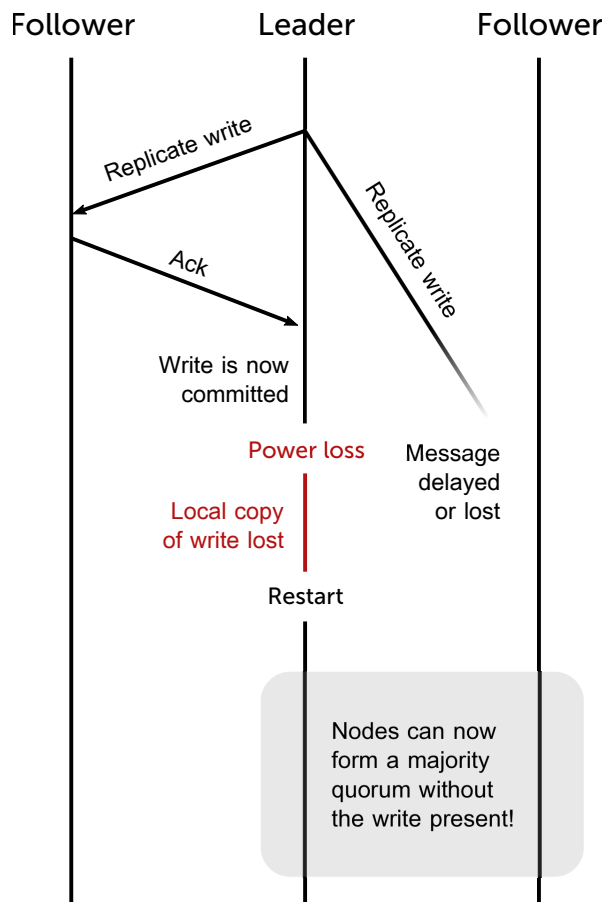 Follower
Leader
Follower
Replicate write
Replicate write
Ack
Write is now
committed
Power loss
Message
delayed
or lost
Local copy
of write lost
Restart
Nodes can now
form a majority
quorum without
the write present!